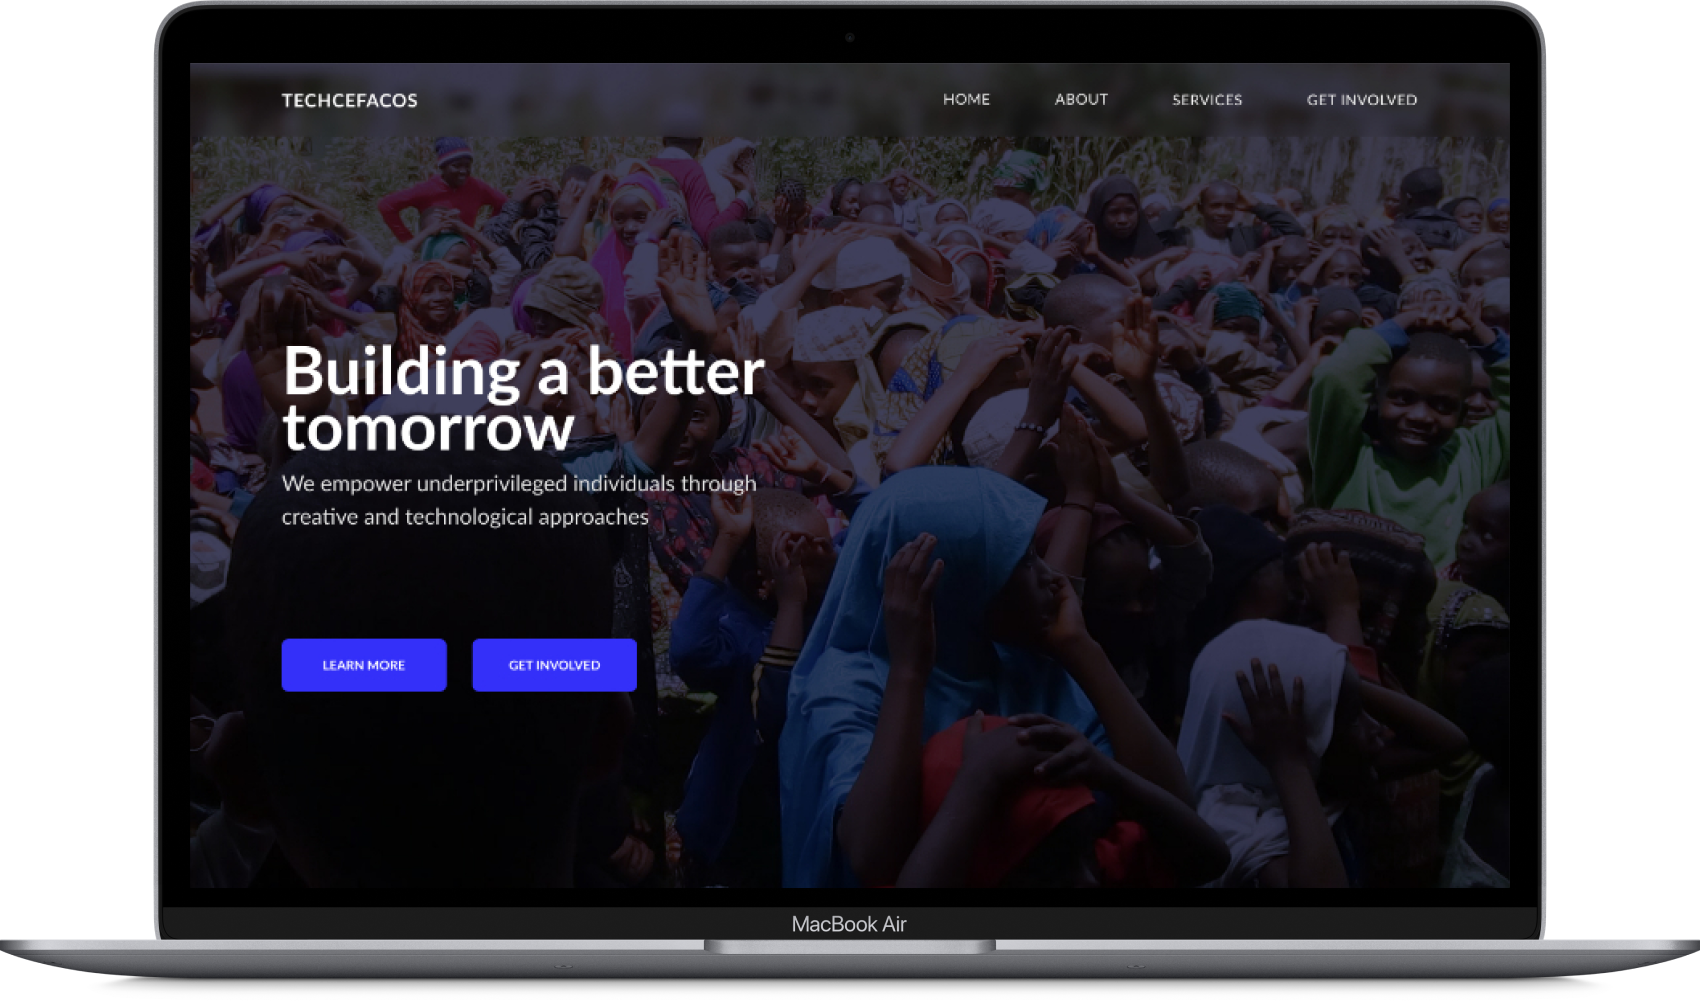 TECHCEFACOS
HOME ABOUT SERVICES GET INVOLVED
Building a better
tomorrow
We empower underprivileged individuals through
creative and technological approaches
LEARN MORE GET INVOLVED
MacBook Air